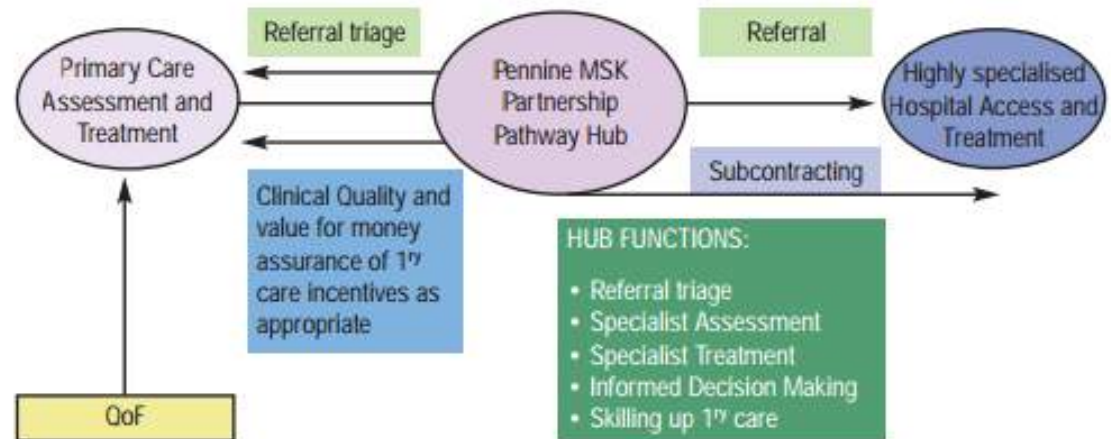 Referral triage
Referral
Primary Care
Assessment and
Treatment
Pennine MSK
Partnership
Pathway Hub
Highly specialised
Hospital Access and
Treatment
Subcontracting
Clinical Quality and
value for money
assurance of 1ʳʸ
care incentives as
appropriate
HUB FUNCTIONS:
• Referral triage
• Specialist Assessment
• Specialist Treatment
• Informed Decision Making
• Skilling up 1ʳʸ care
QoF